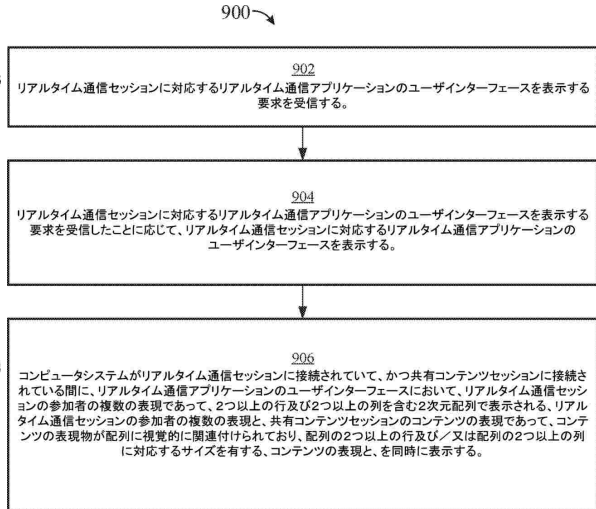 900
902
リアルタイム通信セッションに対応するリアルタイム通信アプリケーションのユーザインターフェースを表示する
要求を受信する。
904
リアルタイム通信セッションに対応するリアルタイム通信アプリケーションのユーザインターフェースを表示する
要求を受信したことに応じて、リアルタイム通信セッションに対応するリアルタイム通信アプリケーションの
ユーザインターフェースを表示する。
906
コンピュータシステムがリアルタイム通信セッションに接続されていて、かつ共有コンテンツセッションに接続さ
れている間に、リアルタイム通信アプリケーションのユーザインターフェースにおいて、リアルタイム通信セッショ
ンの参加者の複数の表現であって、2つ以上の行及び2つ以上の列を含む2次元配列で表示される、リアル
タイム通信セッションの参加者の複数の表現と、共有コンテンツセッションのコンテンツの表現であって、コンテ
ンツの表現物が配列に視覚的に関連付けられており、配列の2つ以上の行及び／又は配列の2つ以上の列
に対応するサイズを有する、コンテンツの表現と、を同時に表示する。